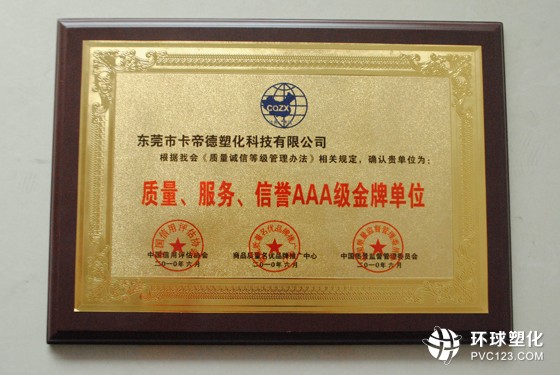 CQZX
东莞市卡帝德塑化科技有限公司
根据我会《质量诚信等级管理办法》相关规定，确认贵单位为：
质量、服务、信誉AAA级金牌单位
中国信用评估协会
二〇一〇年六月
商品质量名优品牌推广中心
二〇一〇年六月
中国质量监督管理委员会
二〇一〇年六月
环球塑化
PVC123.COM